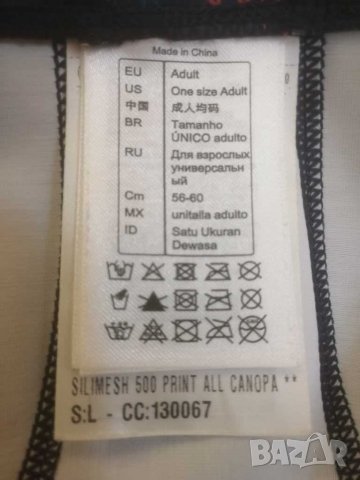 Made in China
EU Adult
US One size Adult
中国 成人均码
BR Tamanho
ÚNICO adulto
RU Для взрослых
универсальн
ый
Cm 56-60
MX unitalla adulto
ID Satu Ukuran
Dewasa
SILIMESH 500 PRINT ALL CANOPA **
S:L - CC:130067
BAZAR
bg